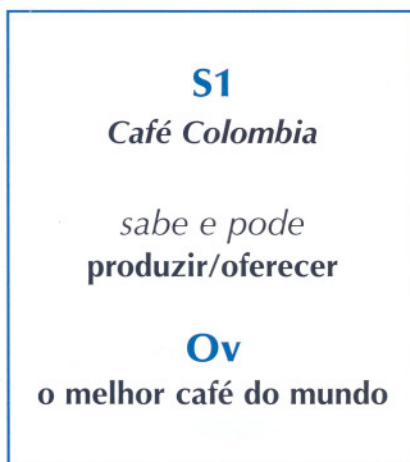 S1
Café Colombia
sabe e pode
produzir/oferecer
Ov
o melhor café do mundo